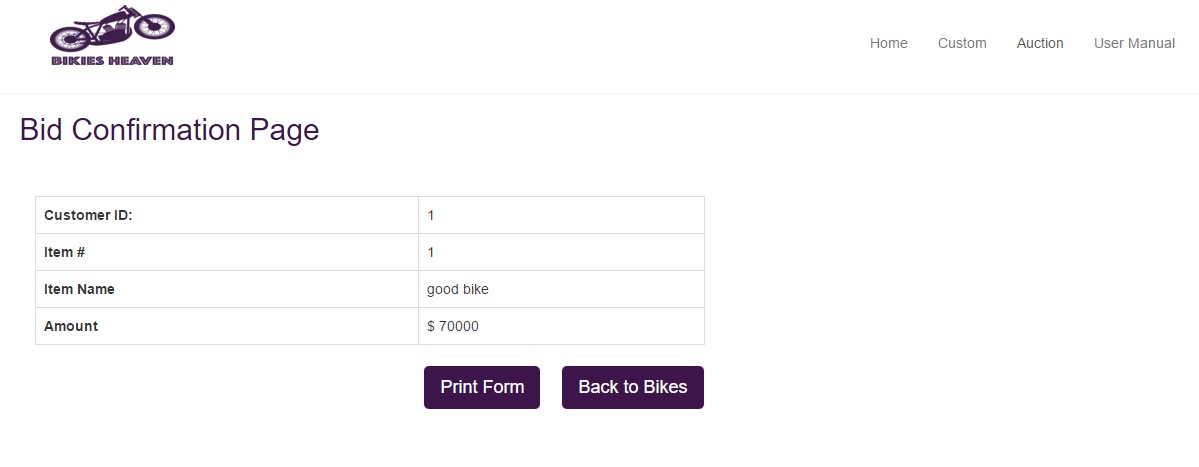 BIKIES HEAVEN
Home Custom Auction User Manual
Bid Confirmation Page
Customer ID: 1
Item # 1
Item Name good bike
Amount $ 70000
Print Form Back to Bikes